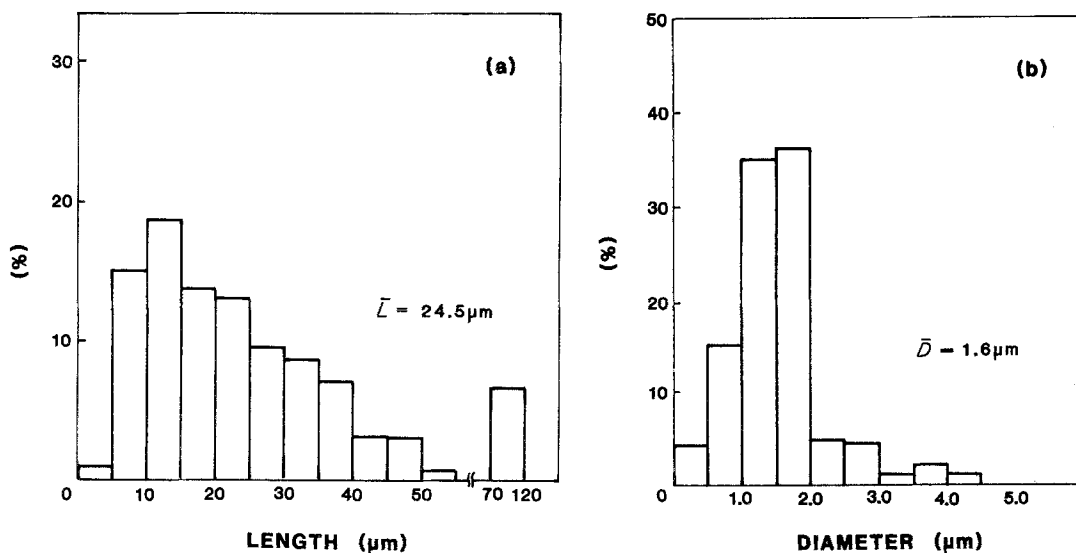 30
20
10
(%)
(a)
L̄ = 24.5µm
0 10 20 30 40 50 70 120
LENGTH (µm)
50
40
30
20
10
(%)
(b)
D̄ – 1.6µm
0 1.0 2.0 3.0 4.0 5.0
DIAMETER (µm)